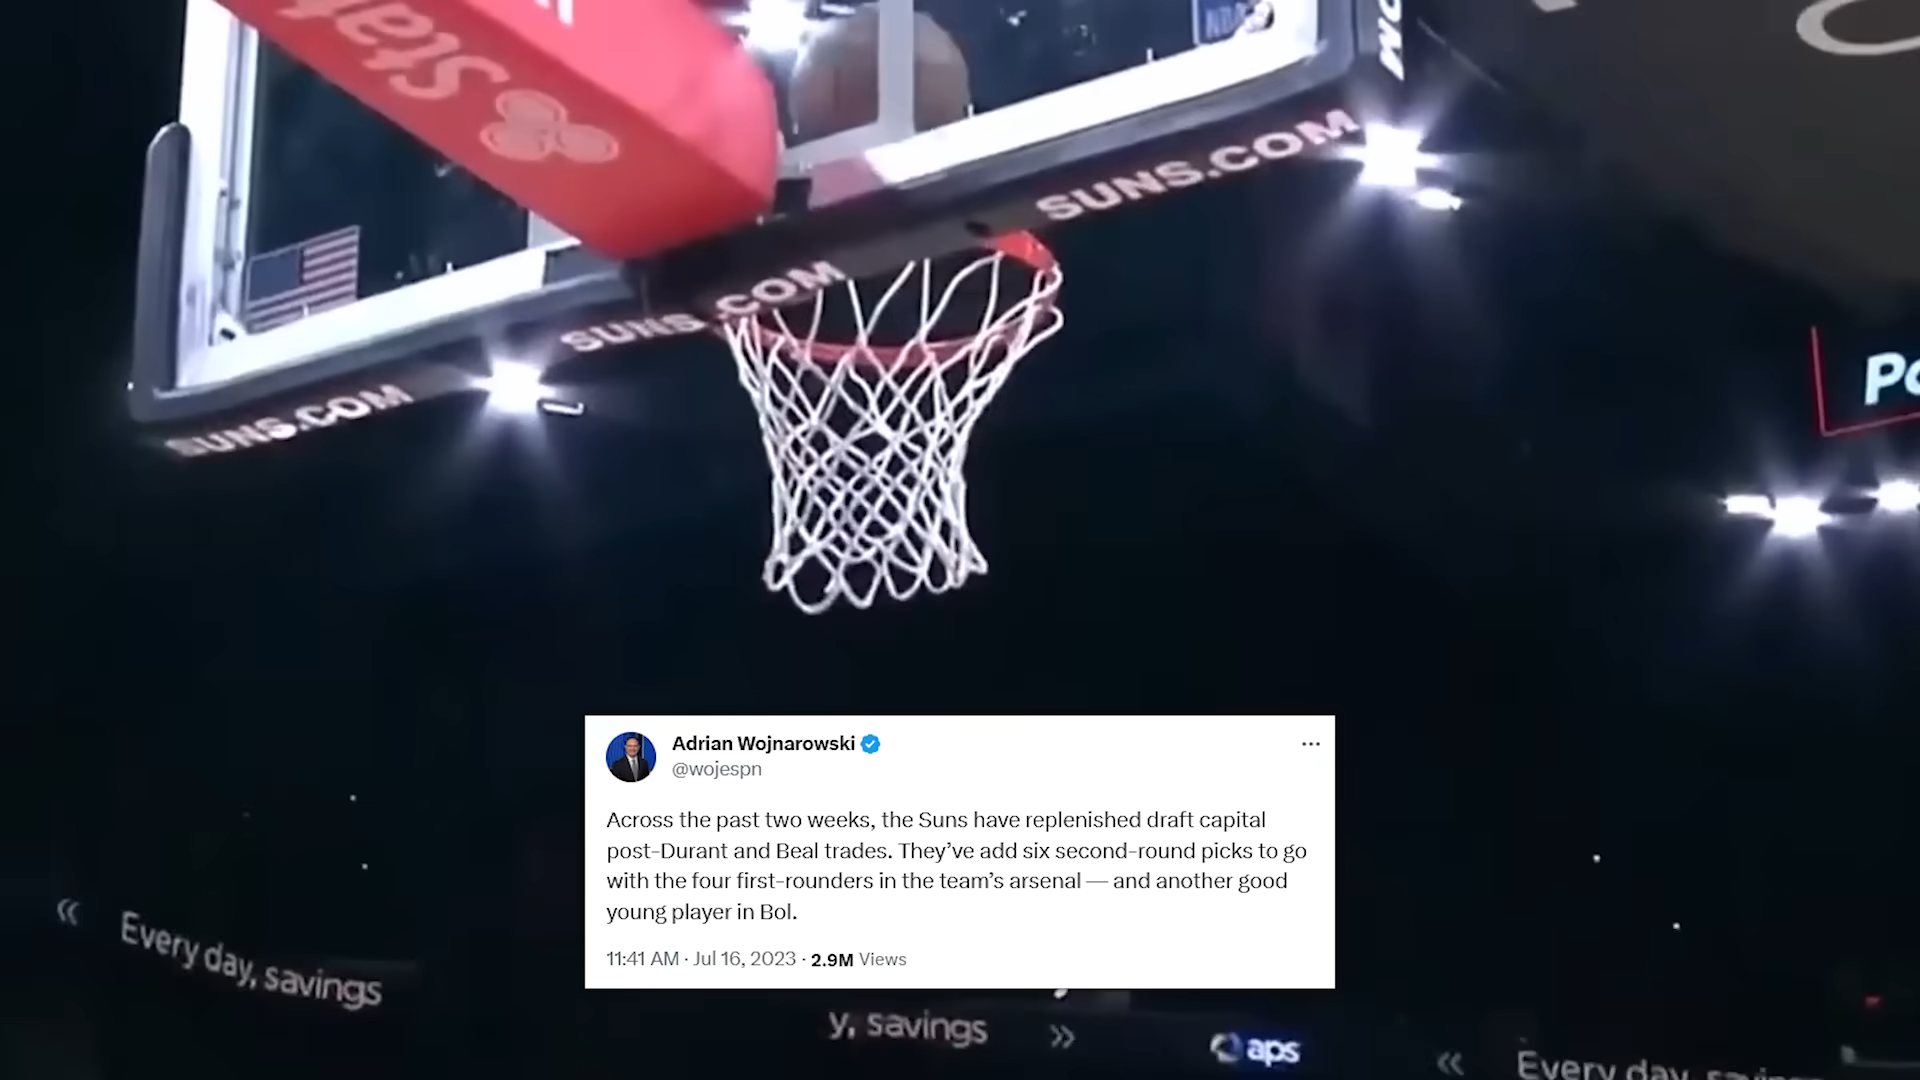 State
NBA
SUNS.COM
SUNS.COM
SUNS.COM
Adrian Wojnarowski
@wojespn
Across the past two weeks, the Suns have replenished draft capital
post-Durant and Beal trades. They’ve add six second-round picks to go
with the four first-rounders in the team’s arsenal — and another good
young player in Bol.
11:41 AM · Jul 16, 2023 · 2.9M Views
« Every day, savings
y, savings »
aps
« Every day, savings